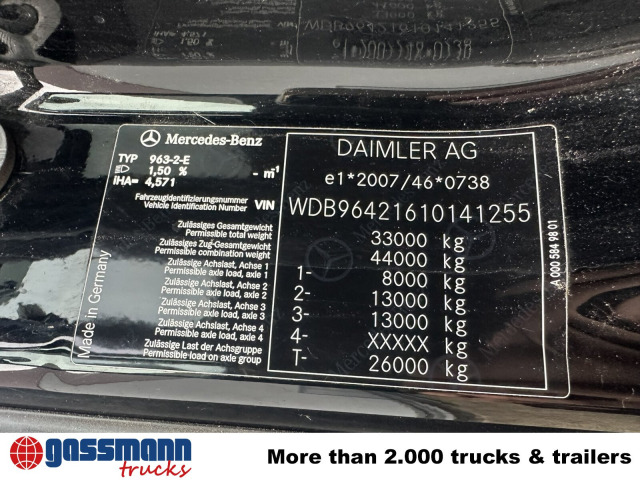 Mercedes-Benz
TYP 963-2-E
1,50 % - m⁻¹
IHA= 4,571
Fahrzeugidentifizierungsnummer
Vehicle Identification Number VIN
Zulässiges Gesamtgewicht
Permissible total weight
Zulässiges Zug-Gesamtgewicht
Permissible combination weight
Zulässige Achslast, Achse 1
Permissible axle load, axle 1
Zulässige Achslast, Achse 2
Permissible axle load, axle 2
Zulässige Achslast, Achse 3
Permissible axle load, axle 3
Zulässige Achslast, Achse 4
Permissible axle load, axle 4
Zulässige Last der Achsgruppe
Permissible load on axle group
Made in Germany
DAIMLER AG
e1*2007/46*0738
WDB96421610141255
33000 kg
44000 kg
1- 8000 kg
2- 13000 kg
3- 13000 kg
4- XXXXX kg
T- 26000 kg
A 000 584 98 01
gassmann
trucks
More than 2.000 trucks & trailers